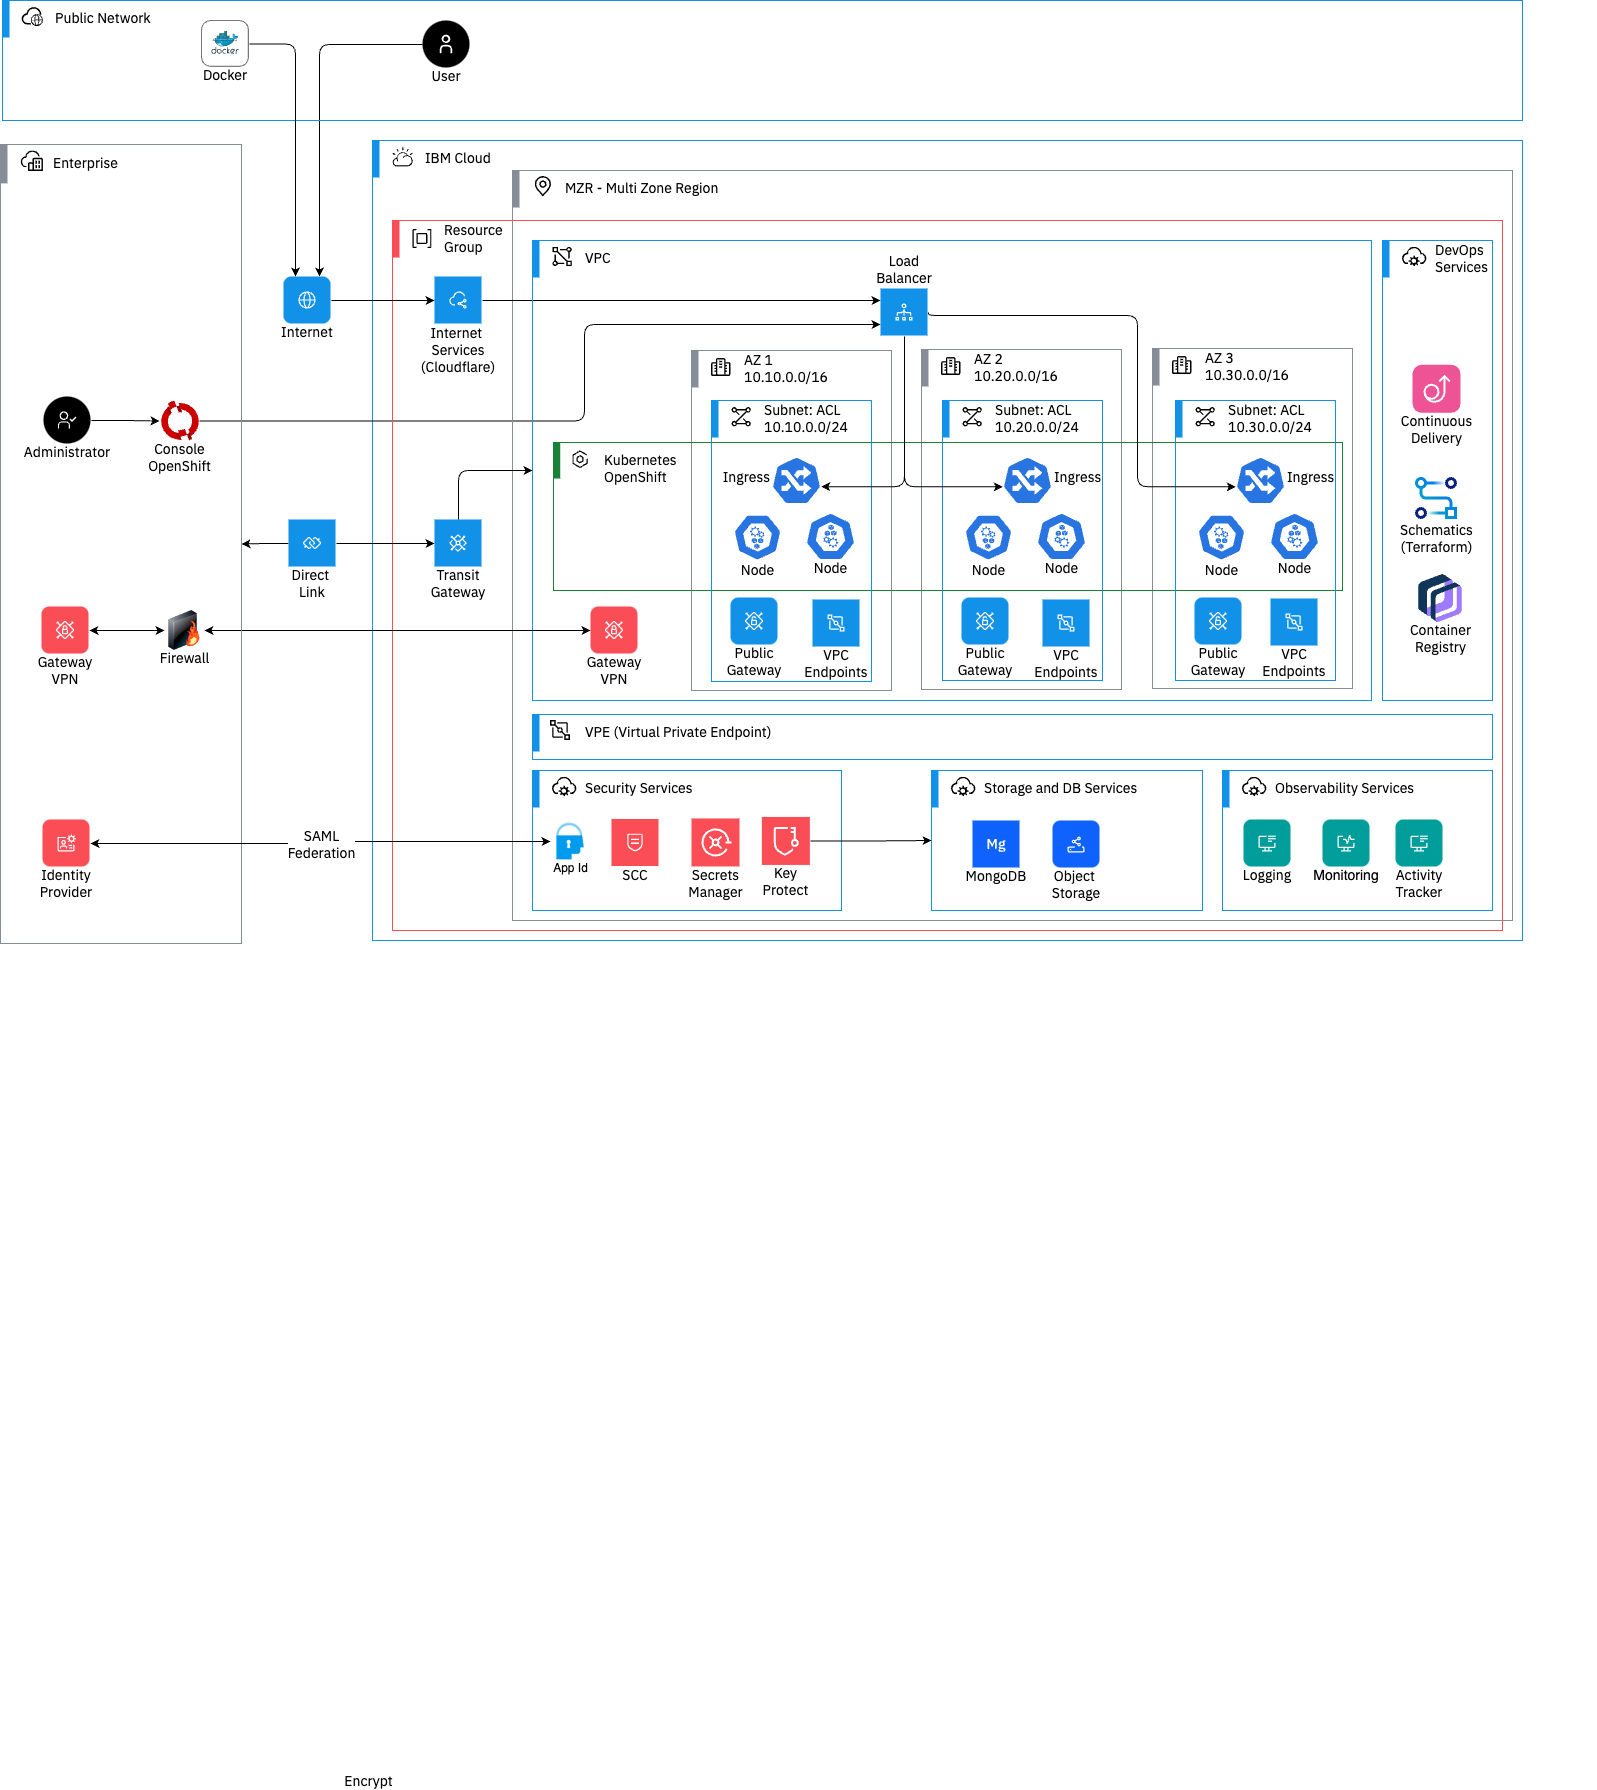 Public Network
docker
Docker
User
Enterprise
IBM Cloud
MZR - Multi Zone Region
Resource
Group
VPC
Load
Balancer
DevOps
Services
Internet
Internet
Services
(Cloudflare)
AZ 1
10.10.0.0/16
AZ 2
10.20.0.0/16
AZ 3
10.30.0.0/16
Subnet: ACL
10.10.0.0/24
Subnet: ACL
10.20.0.0/24
Subnet: ACL
10.30.0.0/24
Continuous
Delivery
Administrator
Console
OpenShift
Kubernetes
OpenShift
Ingress
Ingress
Ingress
Schematics
(Terraform)
Direct
Link
Transit
Gateway
Node
Node
Node
Node
Node
Node
Container
Registry
Gateway
VPN
Firewall
Gateway
VPN
Public
Gateway
VPC
Endpoints
Public
Gateway
VPC
Endpoints
Public
Gateway
VPC
Endpoints
VPE (Virtual Private Endpoint)
Security Services
Storage and DB Services
Observability Services
Identity
Provider
SAML
Federation
App Id
SCC
Secrets
Manager
Key
Protect
Mg
MongoDB
Object
Storage
Logging
Monitoring
Activity
Tracker
Encrypt